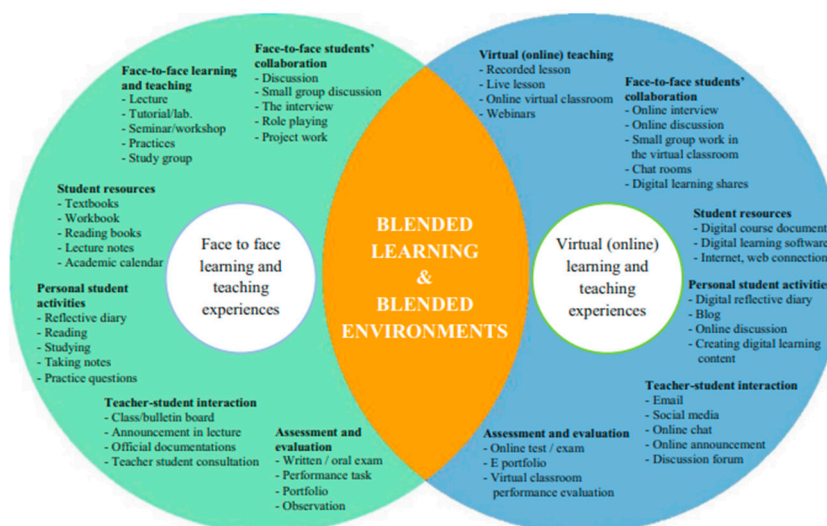 Face-to-face learning
and teaching
- Lecture
- Tutorial/lab.
- Seminar/workshop
- Practices
- Study group
Face-to-face students'
collaboration
- Discussion
- Small group discussion
- The interview
- Role playing
- Project work
Student resources
- Textbooks
- Workbook
- Reading books
- Lecture notes
- Academic calendar
Personal student
activities
- Reflective diary
- Reading
- Studying
- Taking notes
- Practice questions
Teacher-student interaction
- Class/bulletin board
- Announcement in lecture
- Official documentations
- Teacher student consultation
Assessment and
evaluation
- Written / oral exam
- Performance task
- Portfolio
- Observation
Face to face
learning and
teaching
experiences
BLENDED
LEARNING
&
BLENDED
ENVIRONMENTS
Virtual (online)
learning and
teaching
experiences
Virtual (online) teaching
- Recorded lesson
- Live lesson
- Online virtual classroom
- Webinars
Face-to-face students'
collaboration
- Online interview
- Online discussion
- Small group work in
the virtual classroom
- Chat rooms
- Digital learning shares
Student resources
- Digital course document
- Digital learning software
- Internet, web connection
Personal student activities
- Digital reflective diary
- Blog
- Online discussion
- Creating digital learning
content
Teacher-student interaction
- Email
- Social media
- Online chat
- Online announcement
- Discussion forum
Assessment and evaluation
- Online test / exam
- E portfolio
- Virtual classroom
performance evaluation